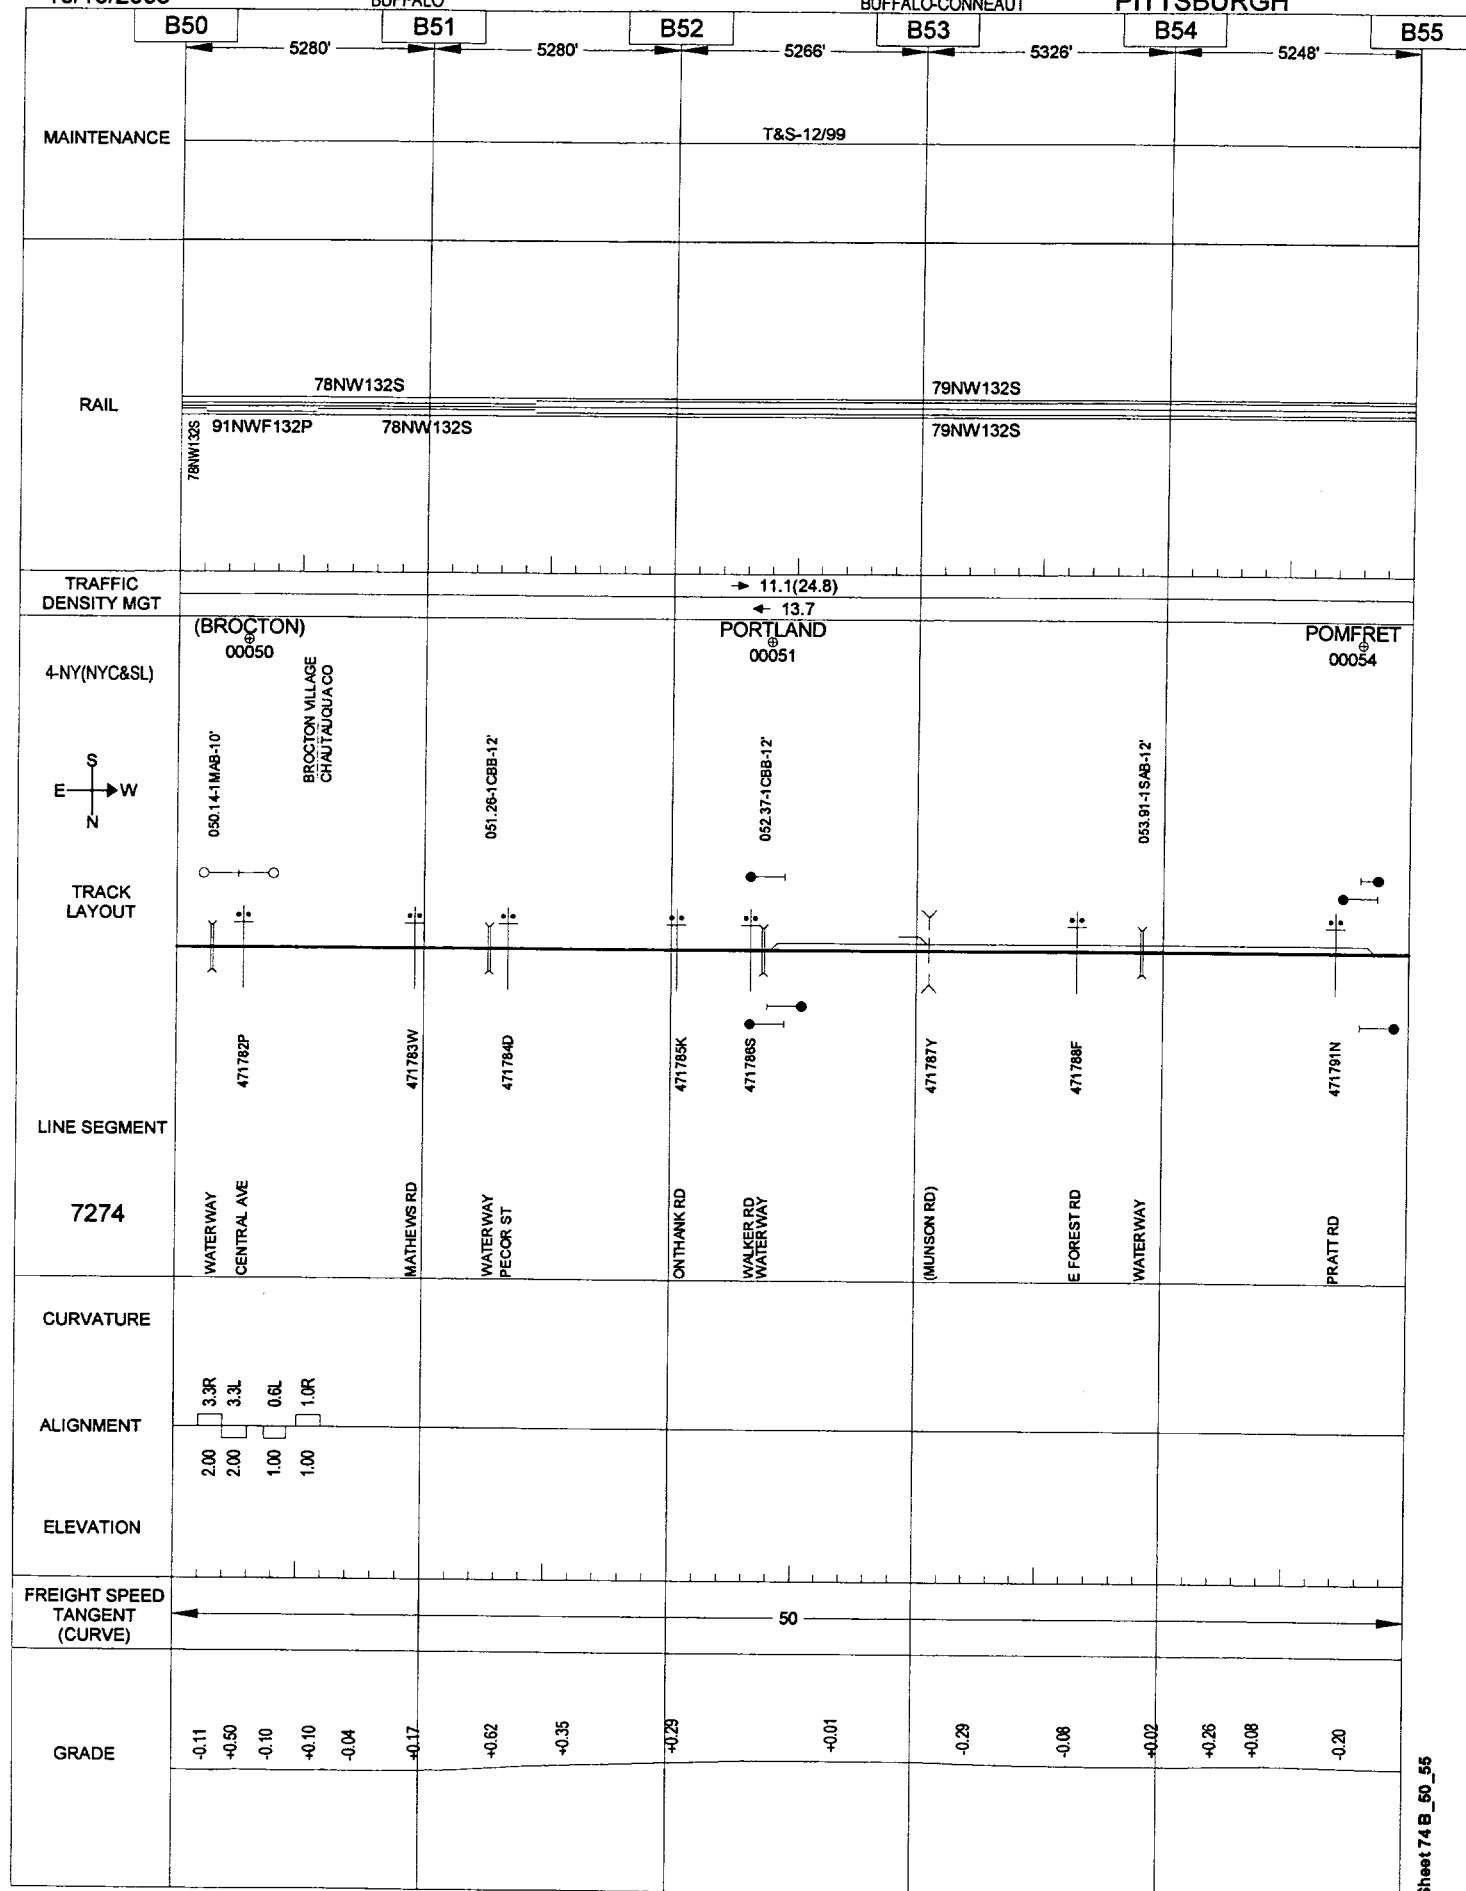 BUFFALO
BUFFALO-CONNEAUT
PITTSBURGH
B50
B51
B52
B53
B54
B55
5280'
5280'
5266'
5326'
5248'
MAINTENANCE
T&S-12/99
RAIL
78NW132S
79NW132S
78NW132S
91NWF132P
78NW132S
79NW132S
TRAFFIC
DENSITY MGT
11.1(24.8)
13.7
4-NY(NYC&SL)
(BROCTON)
00050
PORTLAND
00051
POMFRET
00054
BROCTON VILLAGE
CHAUTAUQUA CO
S
E
W
N
050.14-1MAB-10'
051.26-1CBB-12'
052.37-1CBB-12'
053.91-1SAB-12'
TRACK
LAYOUT
471782P
471783W
471784D
471785K
471786S
471787Y
471788F
471791N
LINE SEGMENT
7274
WATERWAY
CENTRAL AVE
MATHEWS RD
WATERWAY
PECOR ST
ONTHANK RD
WALKER RD
WATERWAY
(MUNSON RD)
E FOREST RD
WATERWAY
PRATT RD
CURVATURE
3.3R
3.3L
0.6L
1.0R
ALIGNMENT
2.00
2.00
1.00
1.00
ELEVATION
FREIGHT SPEED
TANGENT
(CURVE)
50
GRADE
-0.11
+0.50
-0.10
+0.10
-0.04
+0.17
+0.62
+0.35
+0.29
+0.01
-0.29
-0.08
+0.02
+0.26
+0.08
-0.20
Sheet 74 B_50_55